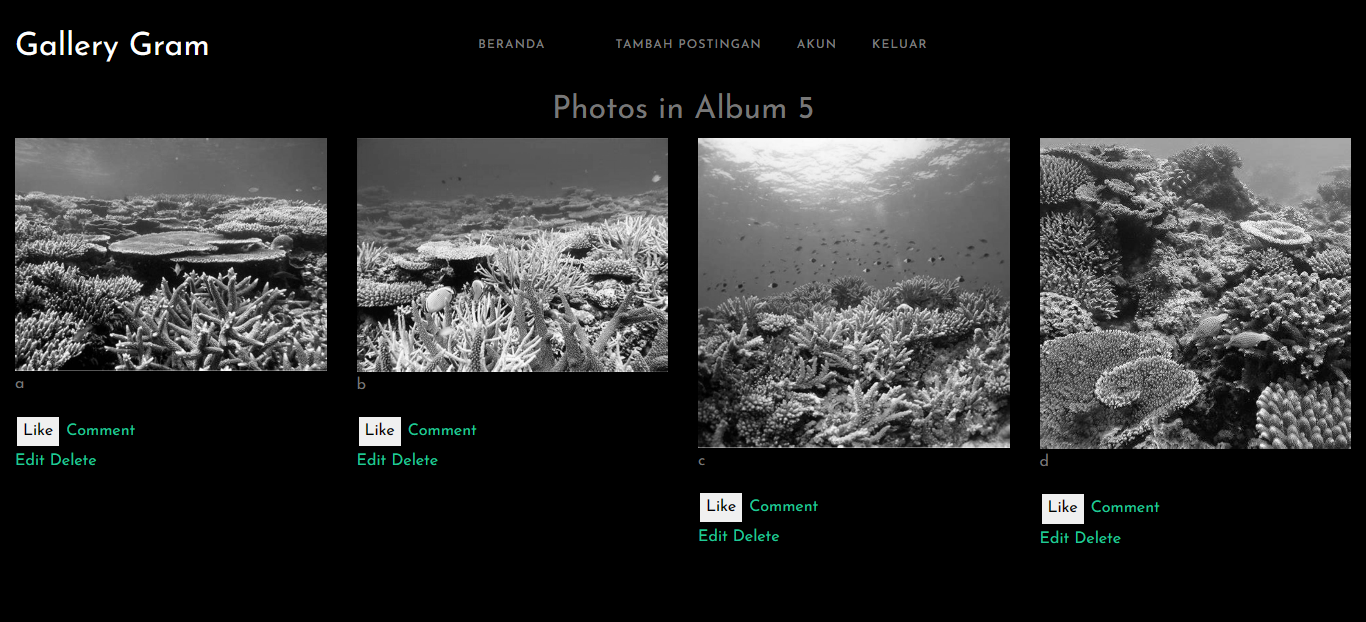 Gallery Gram
BERANDA TAMBAH POSTINGAN AKUN KELUAR
Photos in Album 5
a
Like Comment
Edit Delete
b
Like Comment
Edit Delete
c
Like Comment
Edit Delete
d
Like Comment
Edit Delete